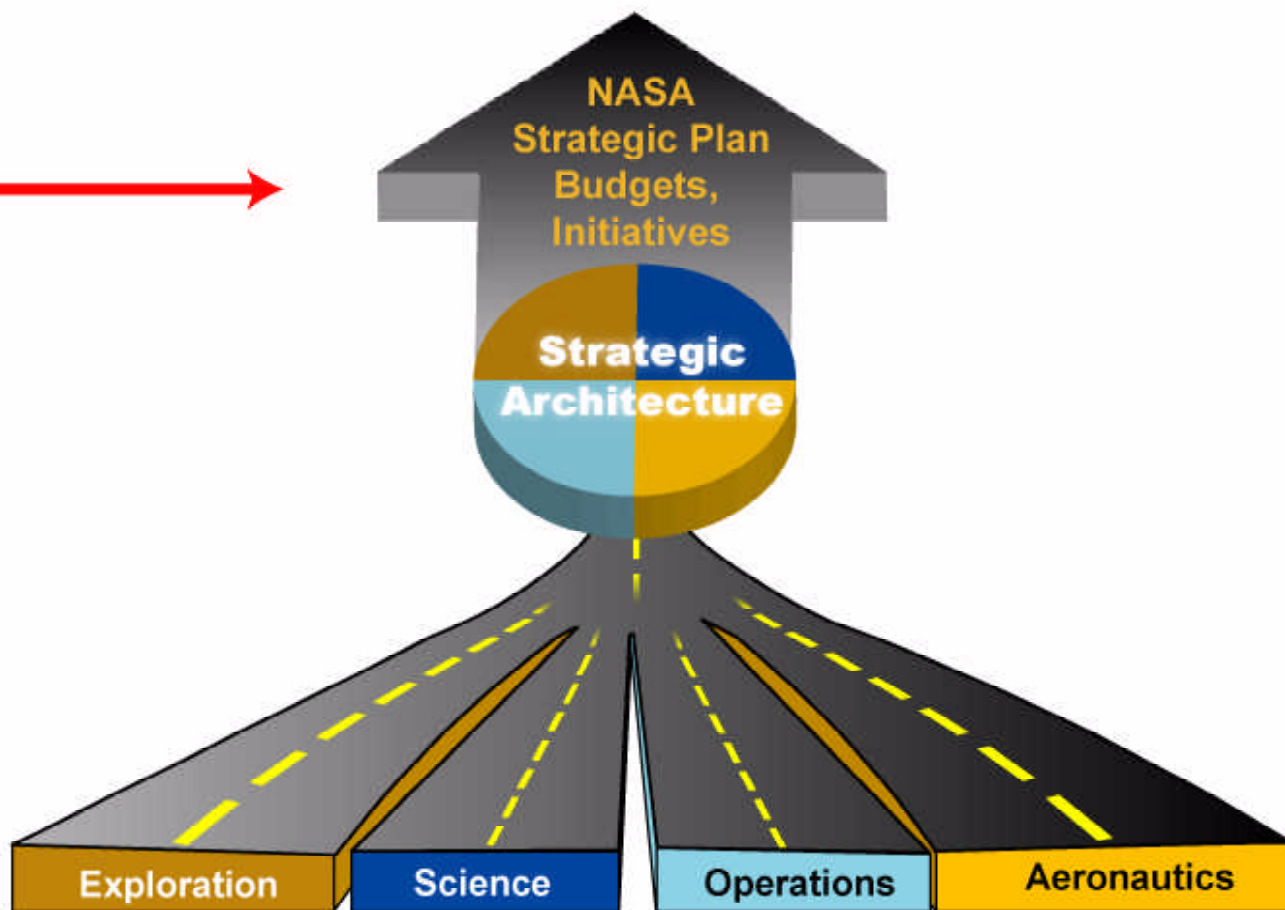 NASA
Strategic Plan
Budgets,
Initiatives
Strategic
Architecture
Exploration
Science
Operations
Aeronautics